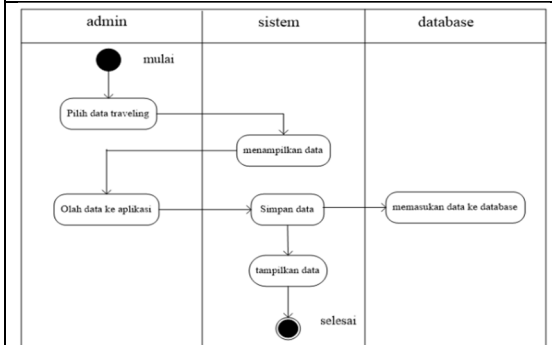 admin
sistem
database
mulai
Pilih data traveling
menampilkan data
Olah data ke aplikasi
Simpan data
memasukan data ke database
tampilkan data
selesai